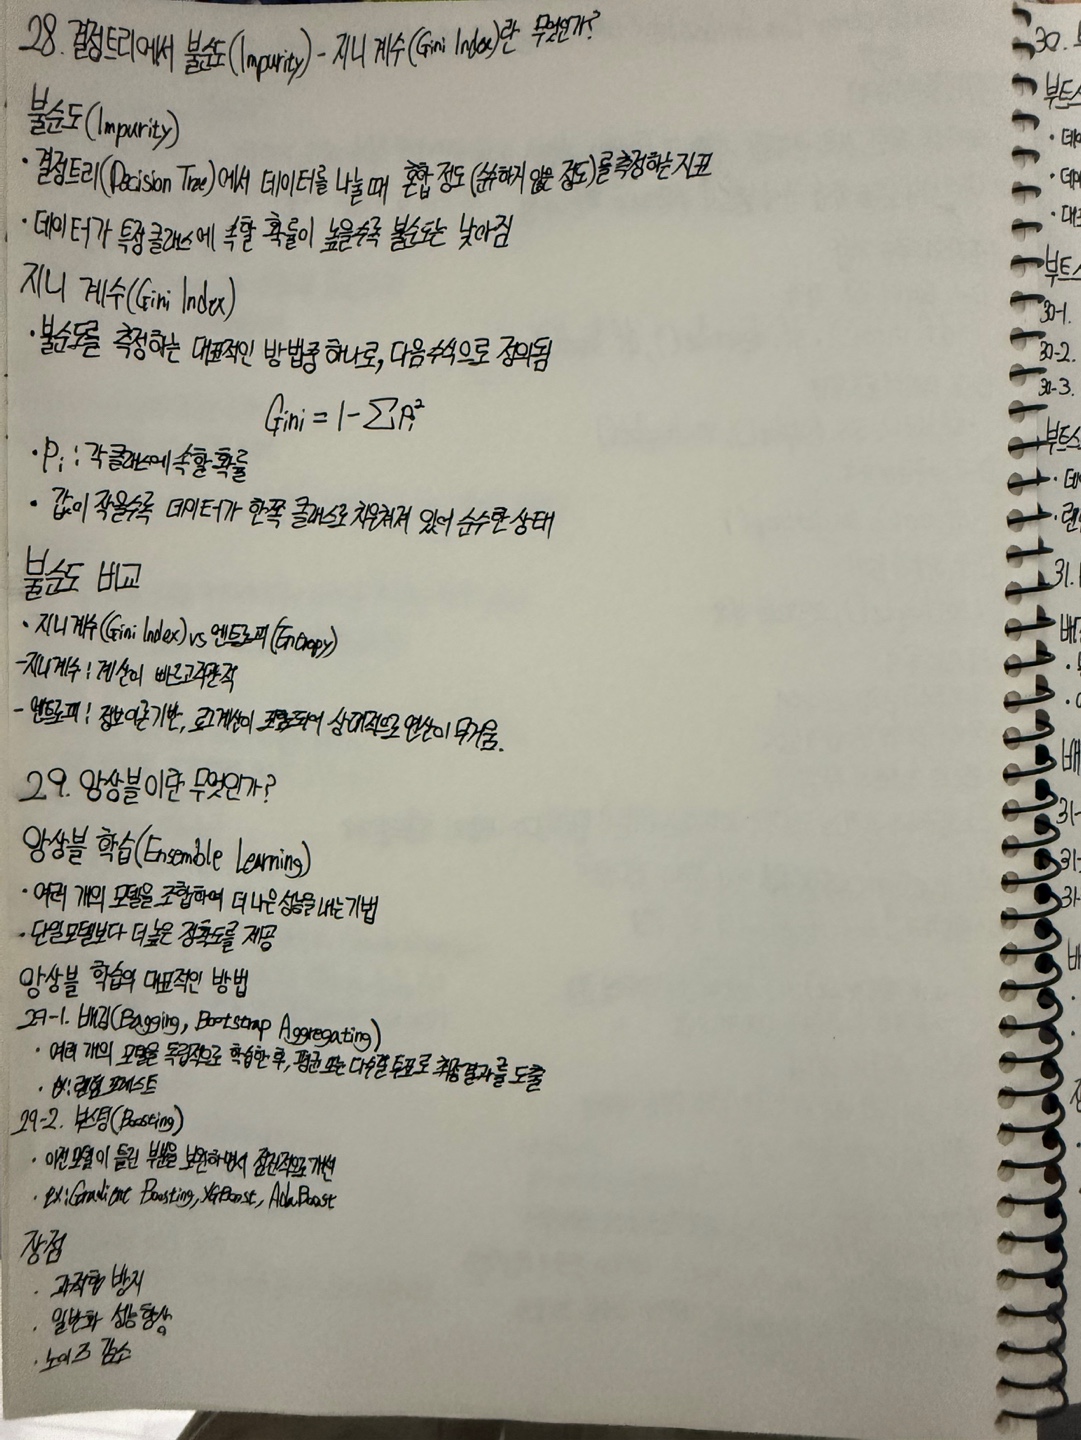 28. 결정트리에서 불순도(Impurity) - 지니 계수(Gini Index)란 무엇인가?
불순도(Impurity)
· 결정트리(Decision Tree)에서 데이터를 나눌 때 혼합 정도(순수하지 않은 정도)를 측정하는 지표
· 데이터가 특정 클래스에 속할 확률이 높을수록 불순도는 낮아짐
지니 계수(Gini Index)
· 불순도를 측정하는 대표적인 방법중 하나로, 다음 수식으로 정의됨
Gini = 1 - ∑Pi²
· Pi : 각 클래스에 속할 확률
· 값이 작을수록 데이터가 한쪽 클래스로 치우쳐져 있어 순수한 상태
불순도 비교
· 지니계수(Gini Index) vs 엔트로피(Entropy)
- 지니계수 : 계산이 빠르고 직관적
- 엔트로피 : 정보이론 기반, 로그계산이 포함되어 상대적으로 연산이 무거움.
29. 앙상블이란 무엇인가?
앙상블 학습(Ensemble Learning)
· 여러 개의 모델을 조합하여 더 나은 성능을 내는 기법
· 단일모델보다 더 높은 정확도를 제공
앙상블 학습의 대표적인 방법
29-1. 배깅(Bagging, Bootstrap Aggregating)
· 여러 개의 모델을 독립적으로 학습한 후, 평균 또는 다수결 투표로 최종결과를 도출
· ex: 랜덤 포레스트
29-2. 부스팅(Boosting)
· 이전 모델이 틀린 부분을 보완하면서 점진적으로 개선
· ex: Gradient Boosting, XGBoost, AdaBoost
장점
· 과적합 방지
· 일반화 성능 향상
· 노이즈 감소
30.
부트스
· 데이
· 데이
부트스
30-1.
30-2.
30-3.
부트스
· 데이
31.
배
31-
31-
31-